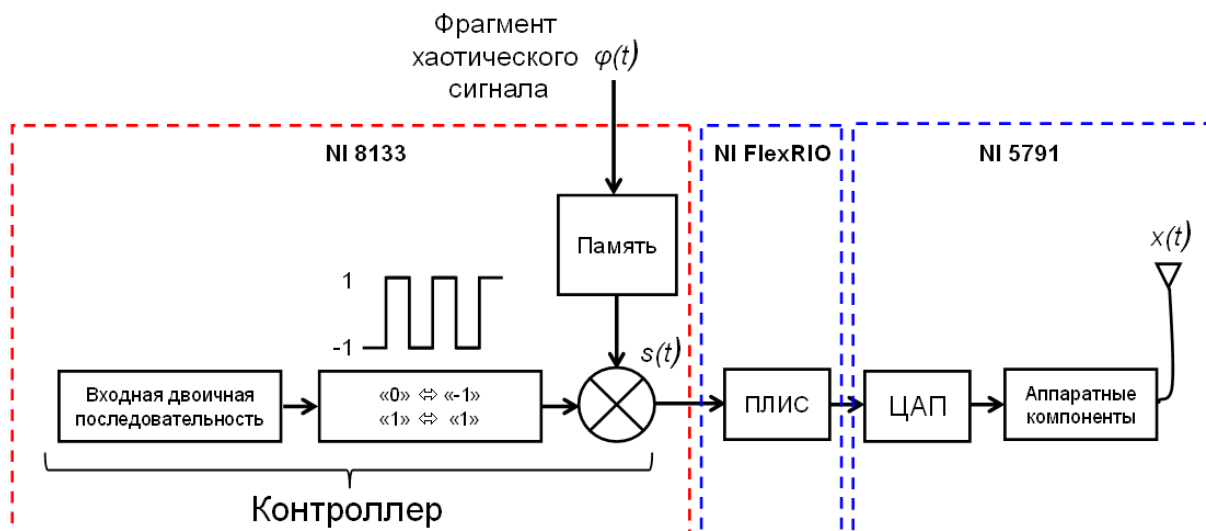 Фрагмент
хаотического φ(t)
сигнала
NI 8133
NI FlexRIO
NI 5791
Память
x(t)
1
-1
s(t)
Входная двоичная
последовательность
«0» ⇔ «-1»
«1» ⇔ «1»
ПЛИС
ЦАП
Аппаратные
компоненты
Контроллер